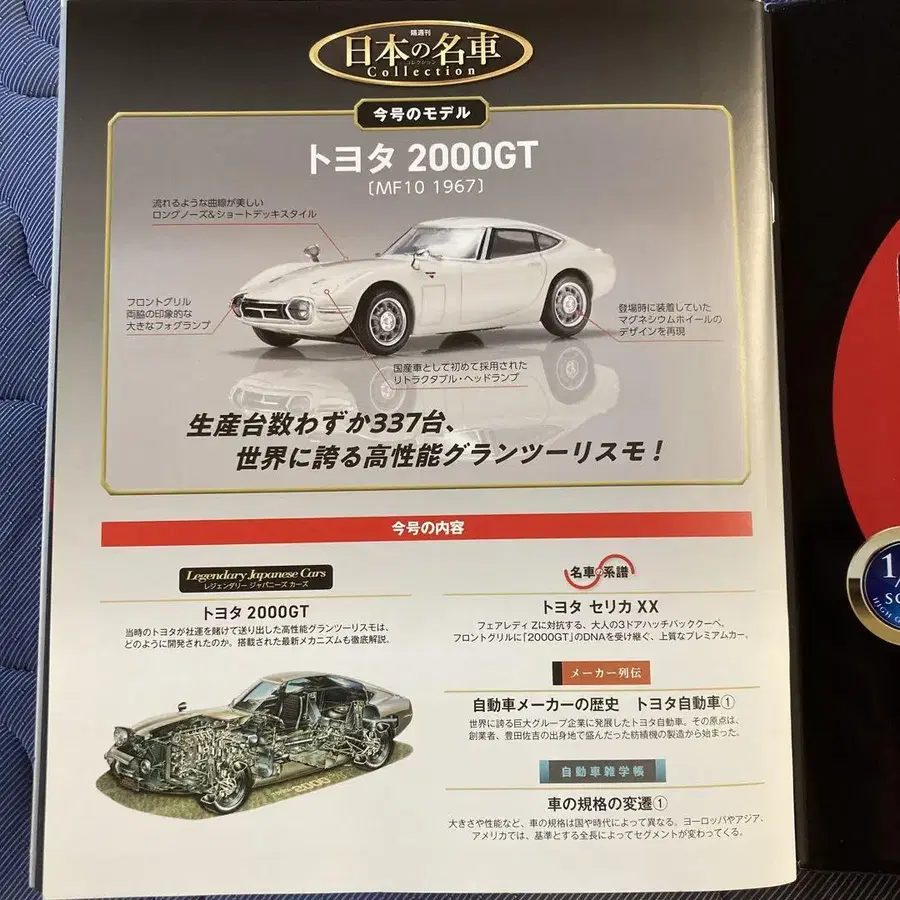 隔週刊
日本の名車
コレクション
Collection
今号のモデル
トヨタ 2000GT
〔MF10 1967〕
流れるような曲線が美しい
ロングノーズ&ショートデッキスタイル
フロントグリル
両脇の印象的な
大きなフォグランプ
登場時に装着していた
マグネシウムホイールの
デザインを再現
国産車として初めて採用された
リトラクタブル・ヘッドランプ
生産台数わずか337台、
世界に誇る高性能グランツーリスモ！
今号の内容
Legendary Japanese Cars
レジェンダリー ジャパニーズ カーズ
トヨタ 2000GT
当時のトヨタが社運を賭けて送り出した高性能グランツーリスモは、
どのように開発されたのか。搭載された最新メカニズムも徹底解説。
2000
名車の系譜
トヨタ セリカ XX
フェアレディ Zに対抗する、大人の3ドアハッチバッククーペ。
フロントグリルに「2000GT」のDNAを受け継ぐ、上質なプレミアムカー。
メーカー列伝
自動車メーカーの歴史 トヨタ自動車①
世界に誇る巨大グループ企業に発展したトヨタ自動車。その原点は、
創業者、豊田佐吉の出身地で盛んだった紡績機の製造から始まった。
自動車雑学帳
車の規格の変遷①
大きさや性能など、車の規格は国や時代によって異なる。ヨーロッパやアジア、
アメリカでは、基準とする全長によってセグメントが変わってくる。
1/
SC
HIGH